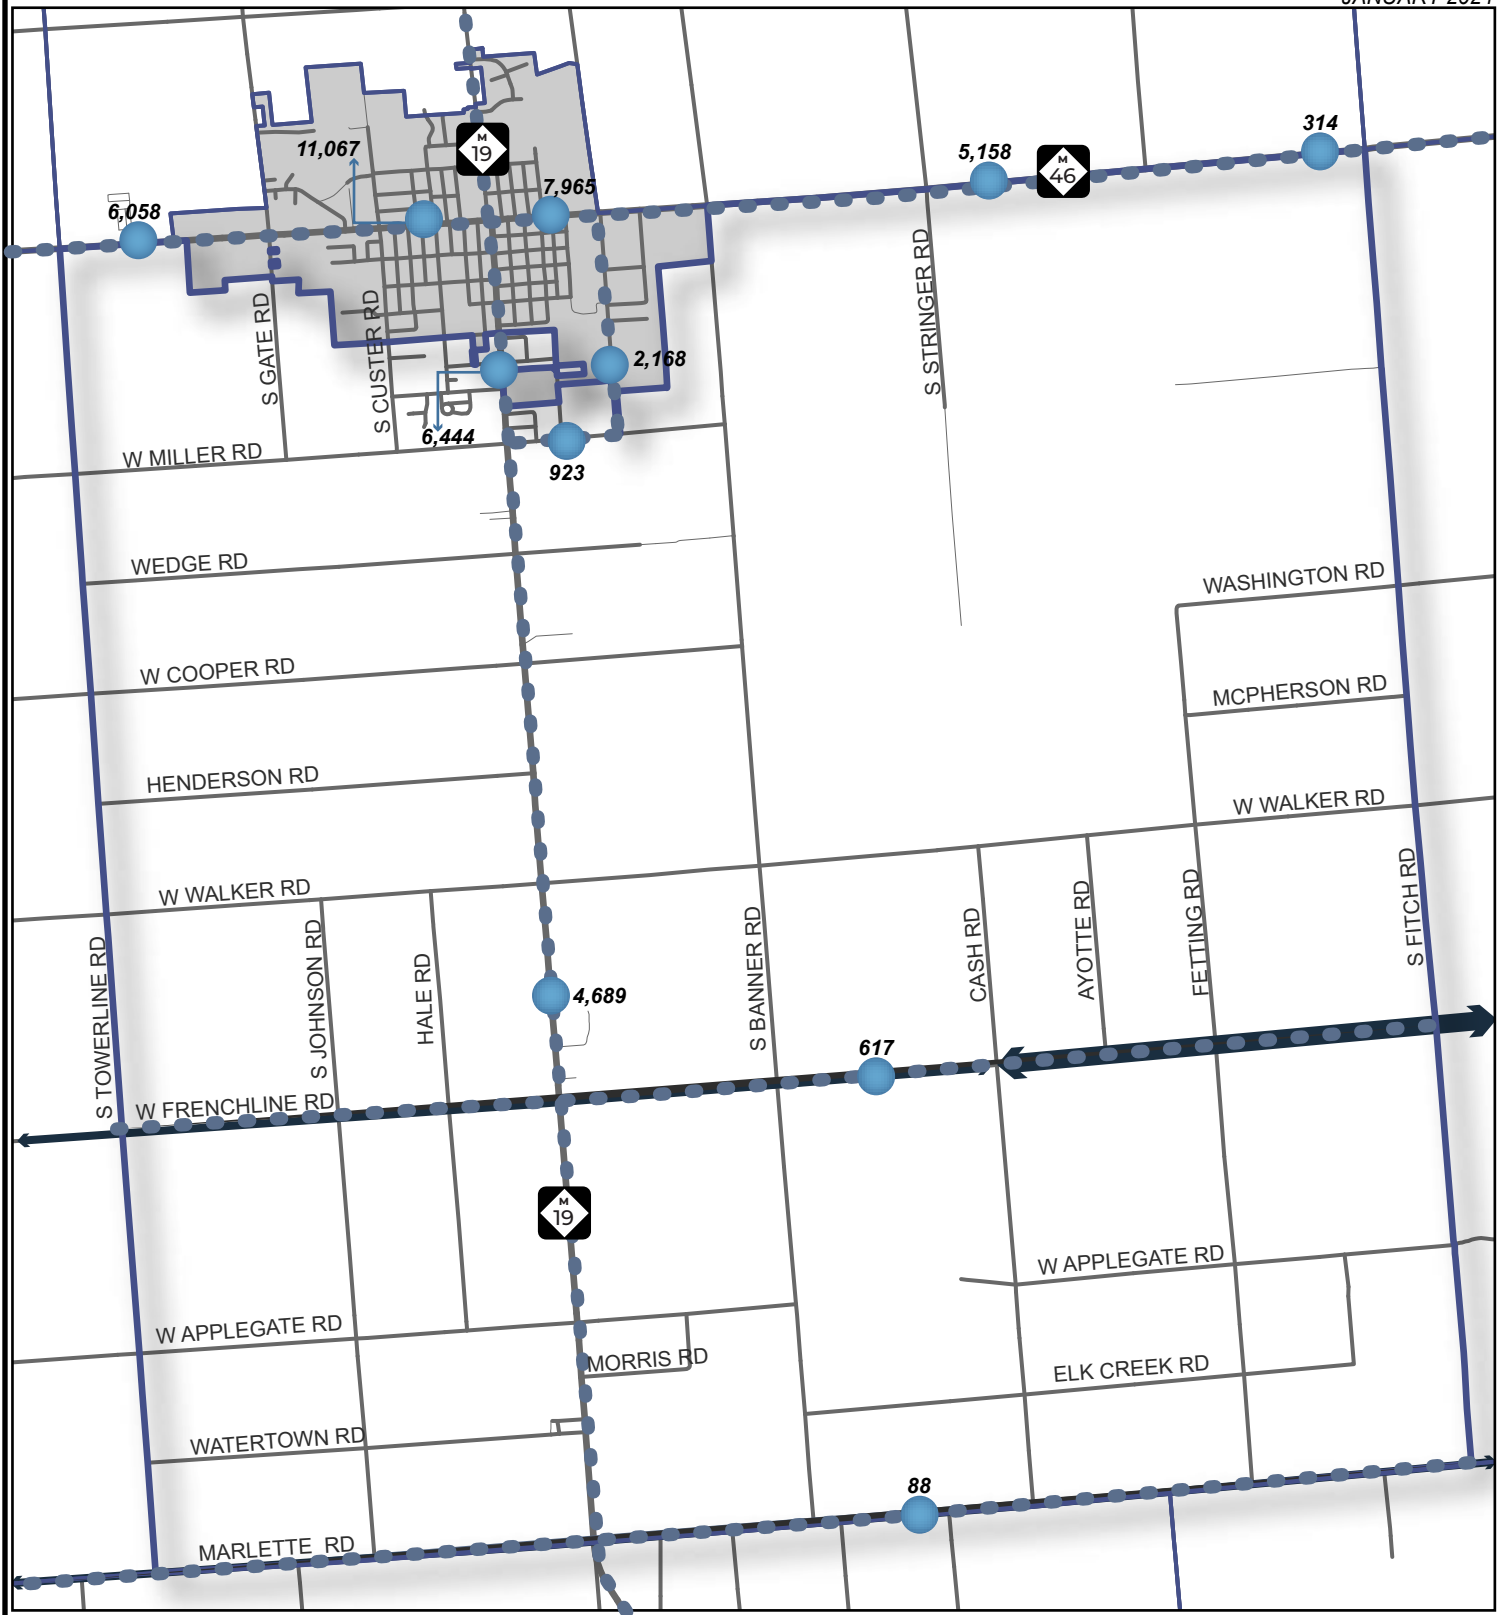 314
5,158
M
46
11,067
M
19
7,965
6,058
S STRINGER RD
S GATE RD
S CUSTER RD
2,168
6,444
W MILLER RD
923
WEDGE RD
WASHINGTON RD
W COOPER RD
MCPHERSON RD
HENDERSON RD
W WALKER RD
W WALKER RD
S TOWERLINE RD
S JOHNSON RD
HALE RD
S BANNER RD
CASH RD
AYOTTE RD
FETTING RD
S FITCH RD
4,689
617
W FRENCHLINE RD
M
19
W APPLEGATE RD
W APPLEGATE RD
MORRIS RD
ELK CREEK RD
WATERTOWN RD
88
MARLETTE RD